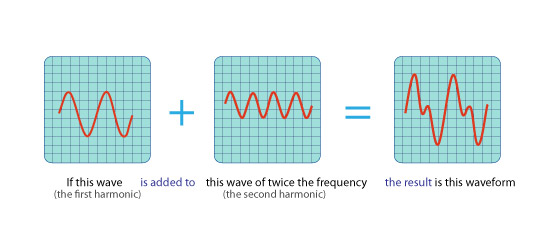 If this wave is added to this wave of twice the frequency the result is this waveform
(the first harmonic) (the second harmonic)